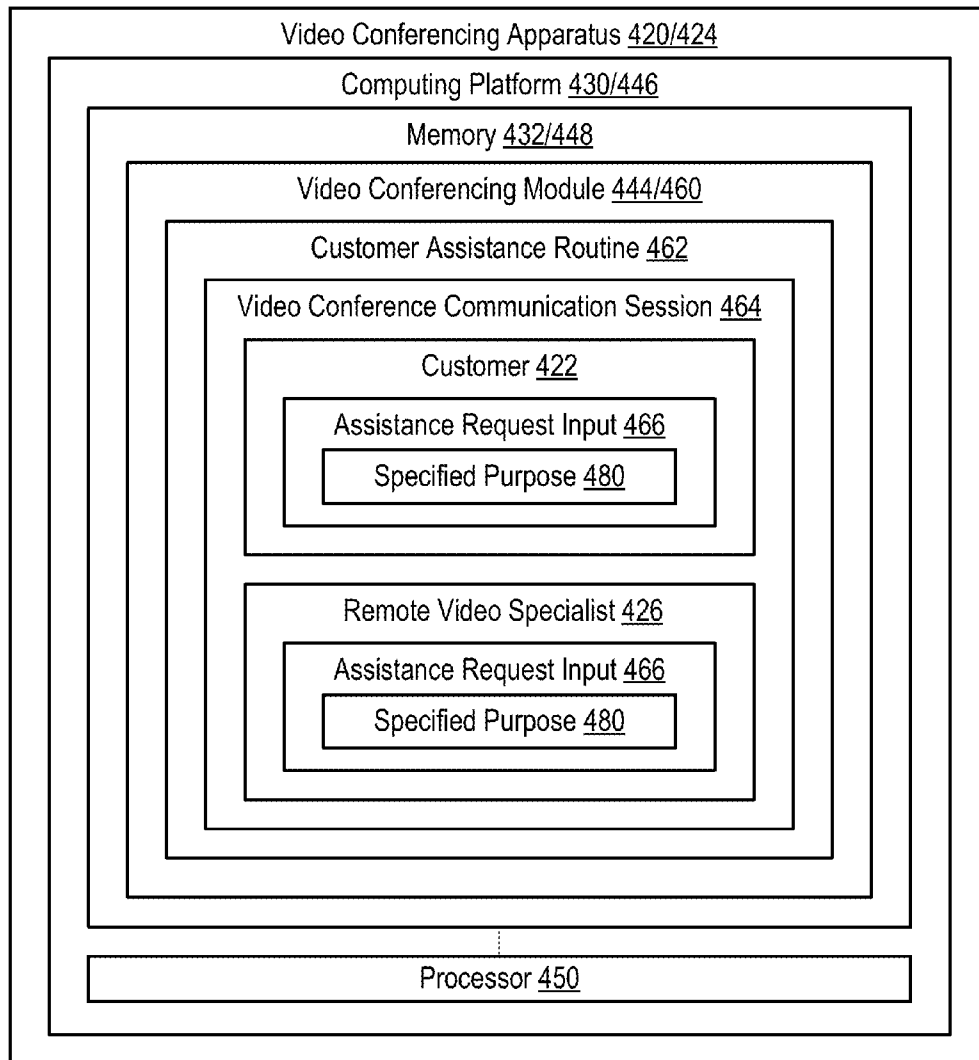 Video Conferencing Apparatus 420/424
Computing Platform 430/446
Memory 432/448
Video Conferencing Module 444/460
Customer Assistance Routine 462
Video Conference Communication Session 464
Customer 422
Assistance Request Input 466
Specified Purpose 480
Remote Video Specialist 426
Assistance Request Input 466
Specified Purpose 480
Processor 450